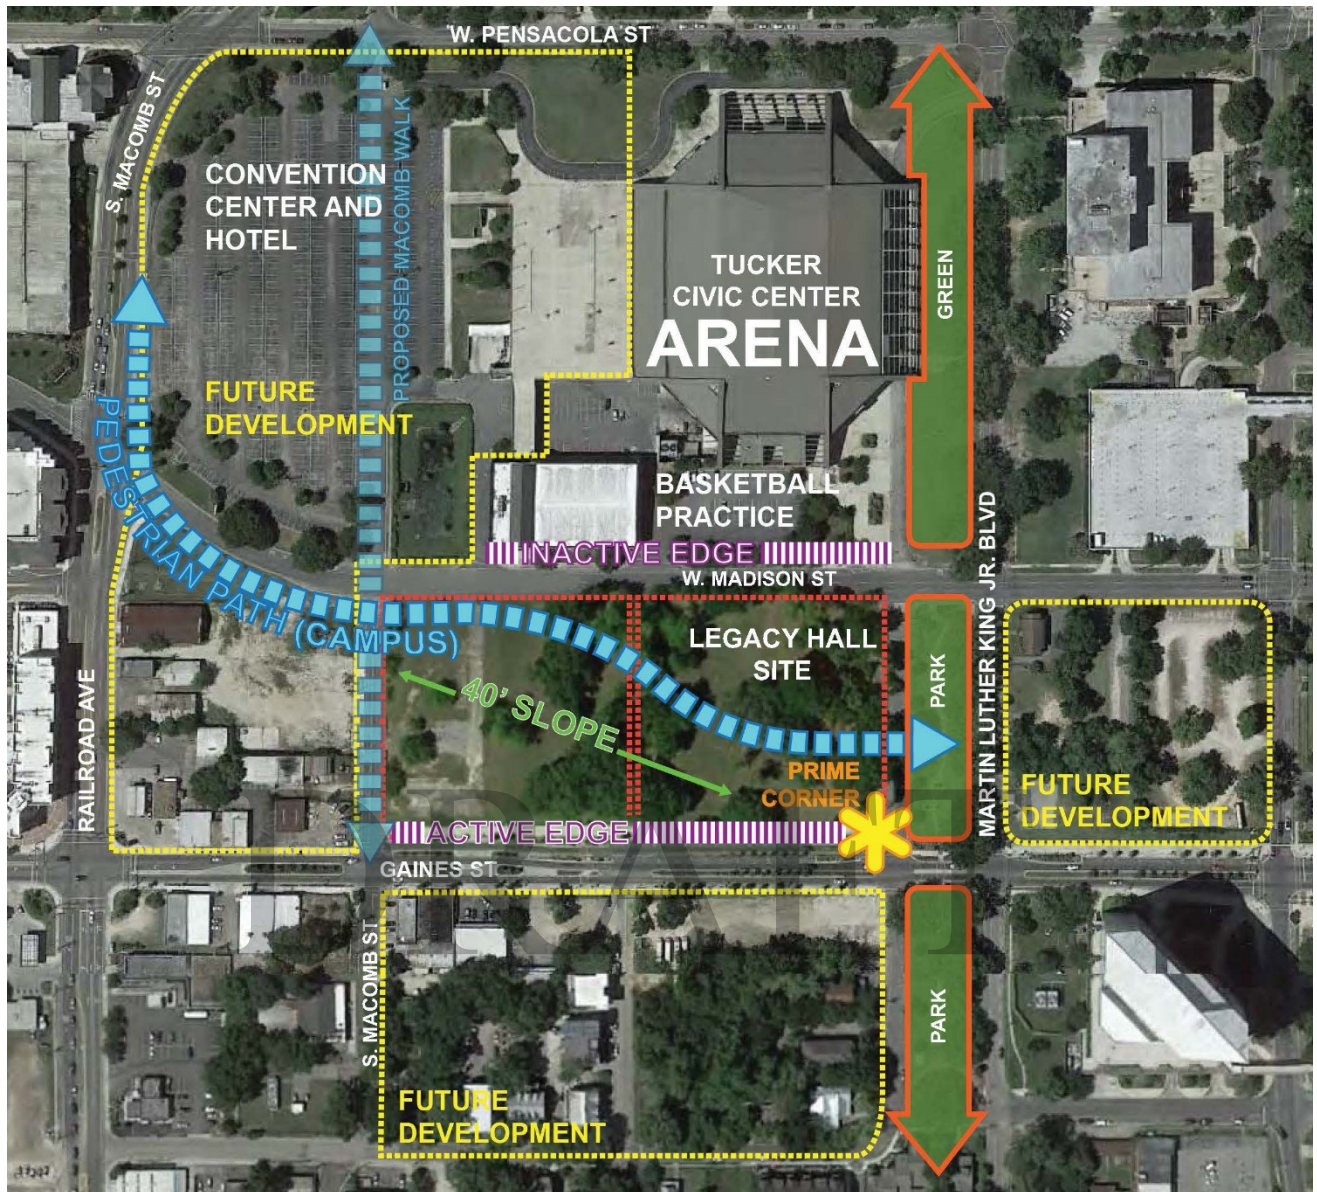 W. PENSACOLA ST
S. MACOMB ST
PROPOSED MACOMB WALK
CONVENTION
CENTER AND
HOTEL
TUCKER
CIVIC CENTER
ARENA
GREEN
FUTURE
DEVELOPMENT
PEDESTRIAN PATH (CAMPUS)
BASKETBALL
PRACTICE
INACTIVE EDGE
W. MADISON ST
MARTIN LUTHER KING JR. BLVD
LEGACY HALL
SITE
PARK
40' SLOPE
RAILROAD AVE
PRIME
CORNER
FUTURE
DEVELOPMENT
ACTIVE EDGE
GAINES ST
DRAFT
S. MACOMB ST
PARK
FUTURE
DEVELOPMENT